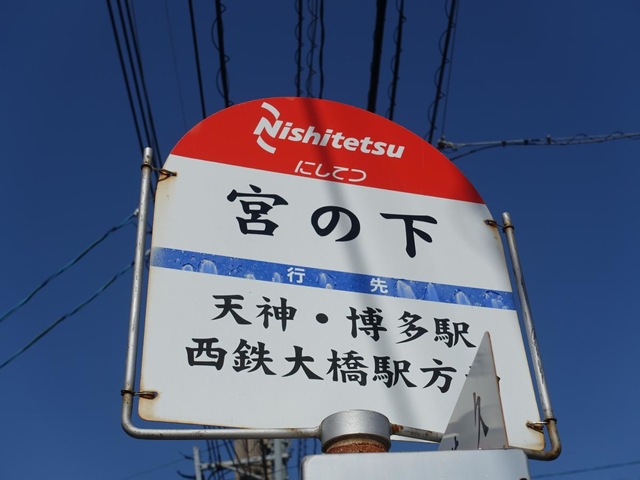 Nishitetsu
にしてつ
宮の下
行先
天神・博多駅
西鉄大橋駅方